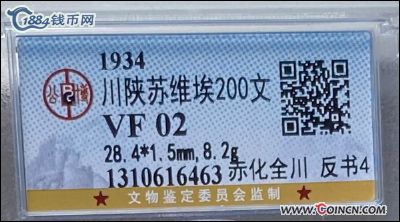 1884钱币网
1934
川陕苏维埃200文
公博
VF 02
28.4*1.5mm,8.2g
1310616463 赤化全川 反书4
★ 文物鉴定委员会监制 ★
www.COINCN.COM